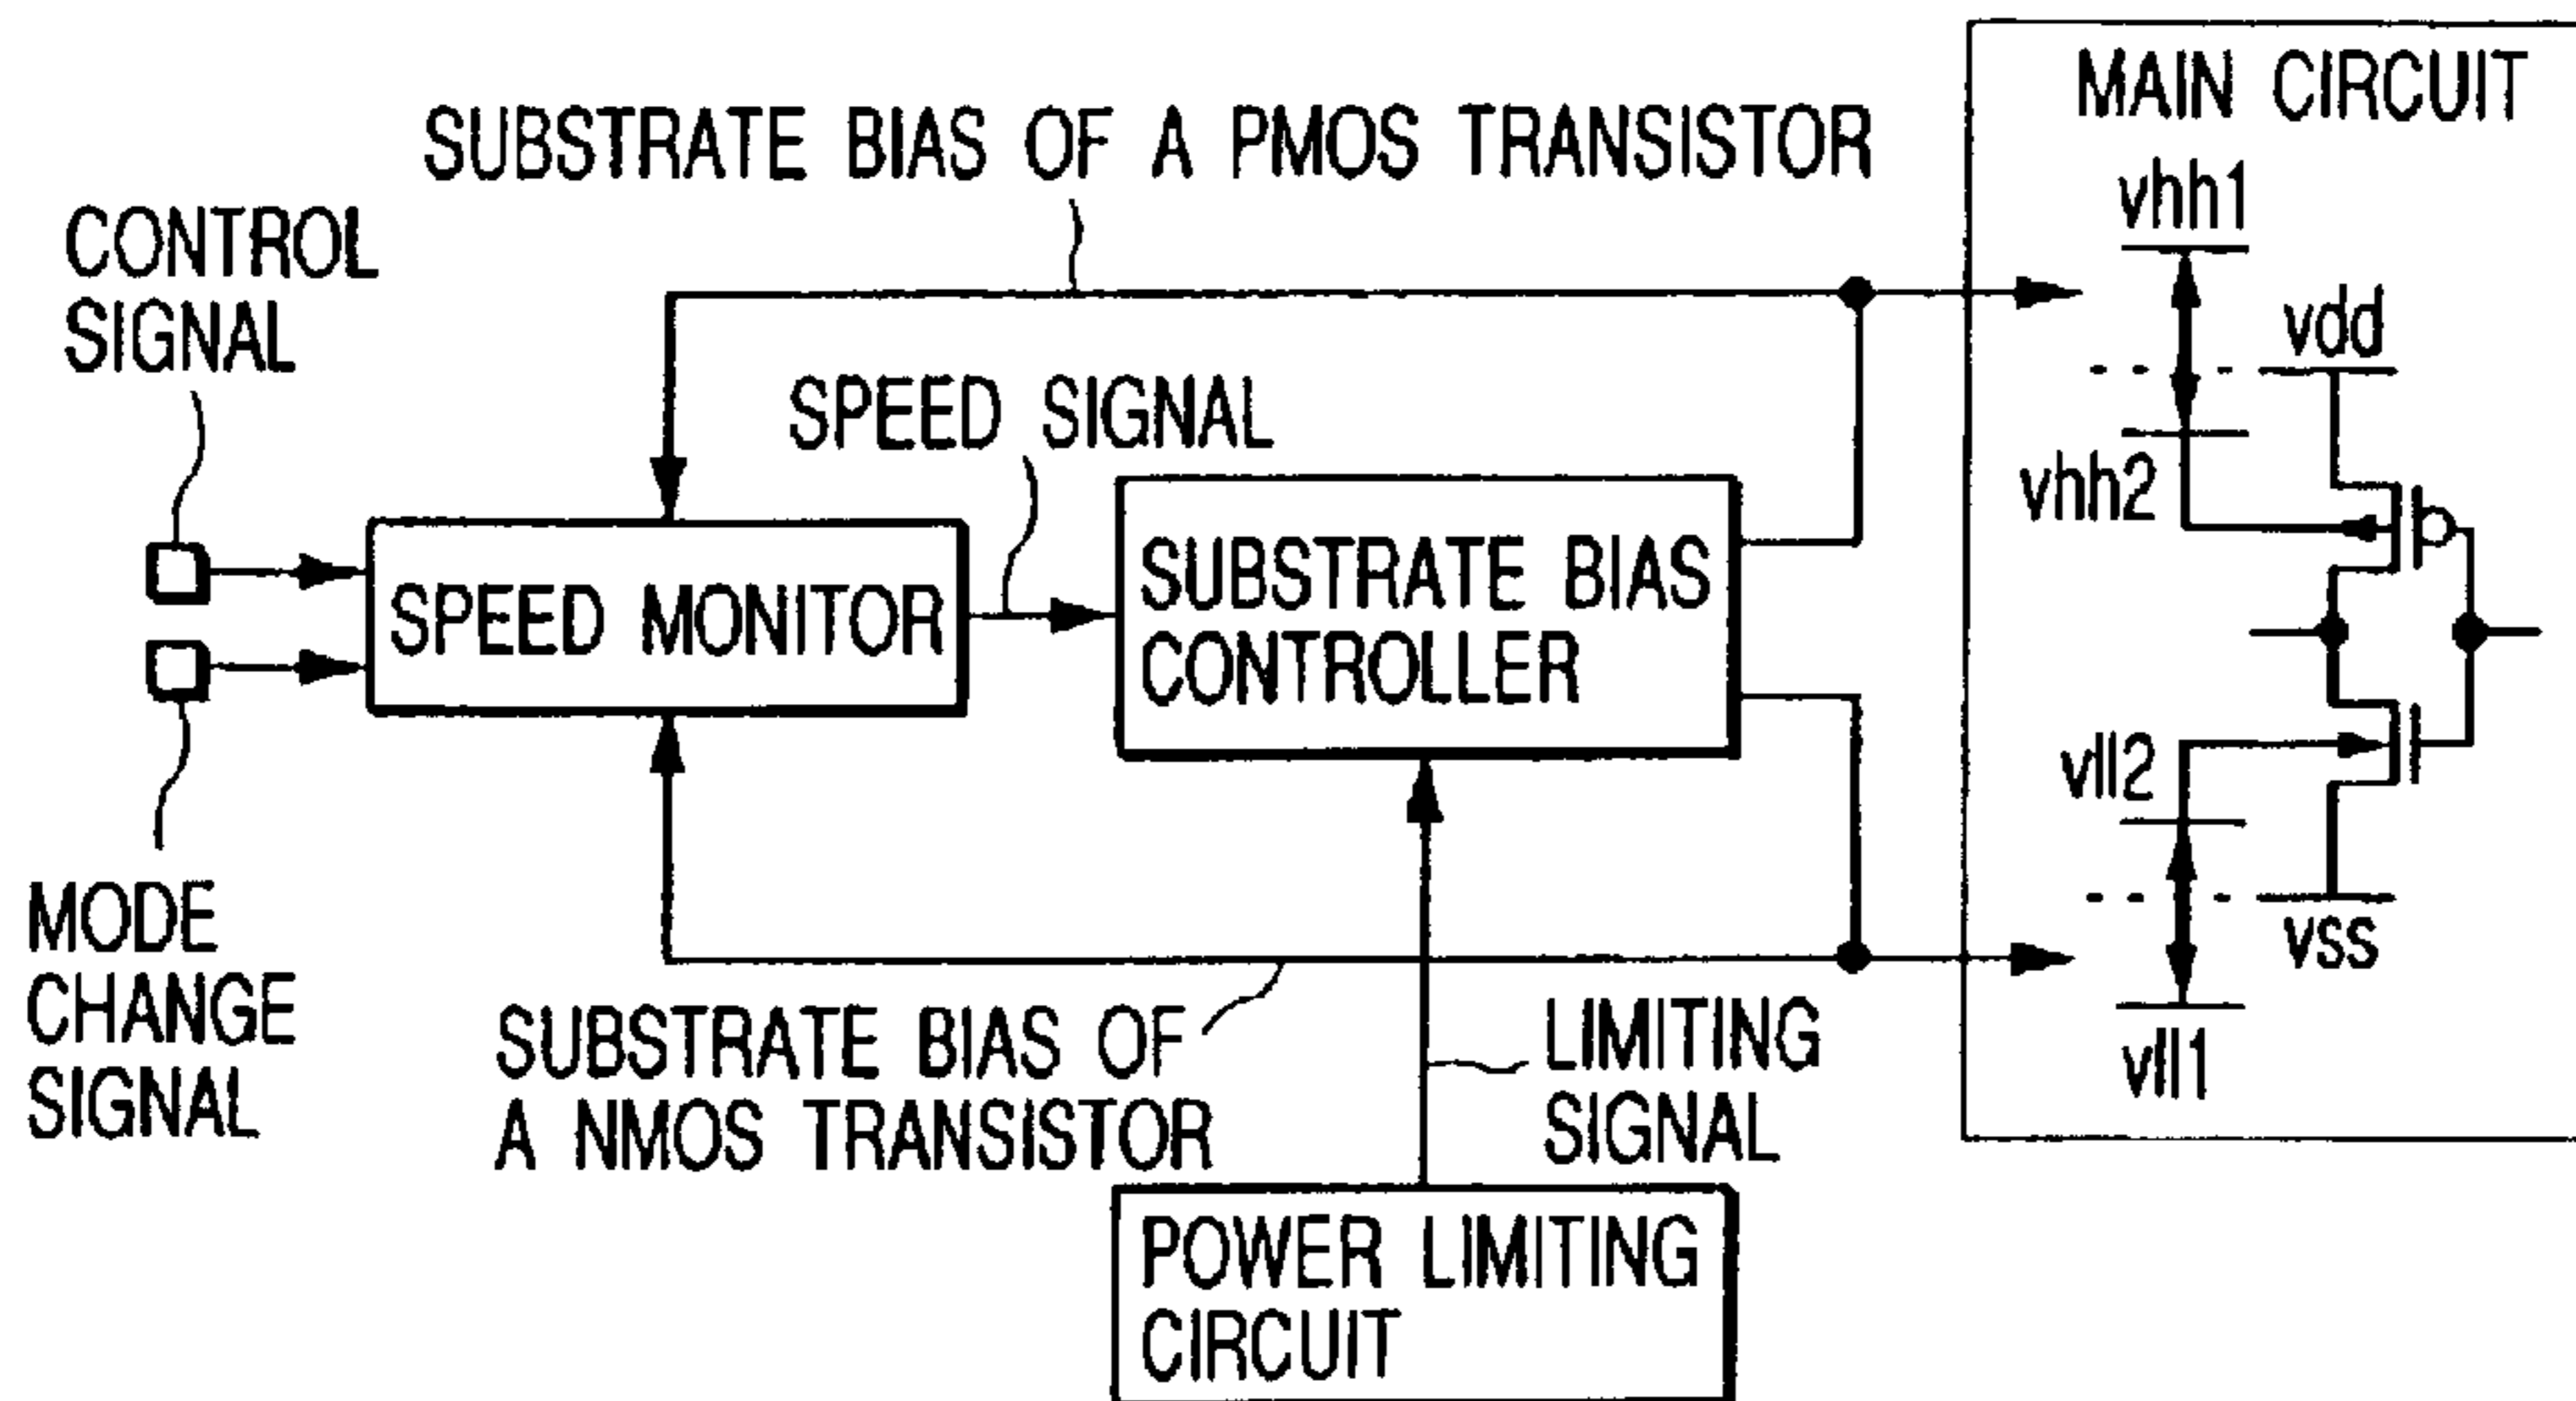 MAIN CIRCUIT
SUBSTRATE BIAS OF A PMOS TRANSISTOR
vhh1
CONTROL
SIGNAL
vdd
SPEED SIGNAL
vhh2
SPEED MONITOR
SUBSTRATE BIAS
CONTROLLER
vll2
MODE
CHANGE
SIGNAL
vss
SUBSTRATE BIAS OF
A NMOS TRANSISTOR
LIMITING
SIGNAL
vll1
POWER LIMITING
CIRCUIT